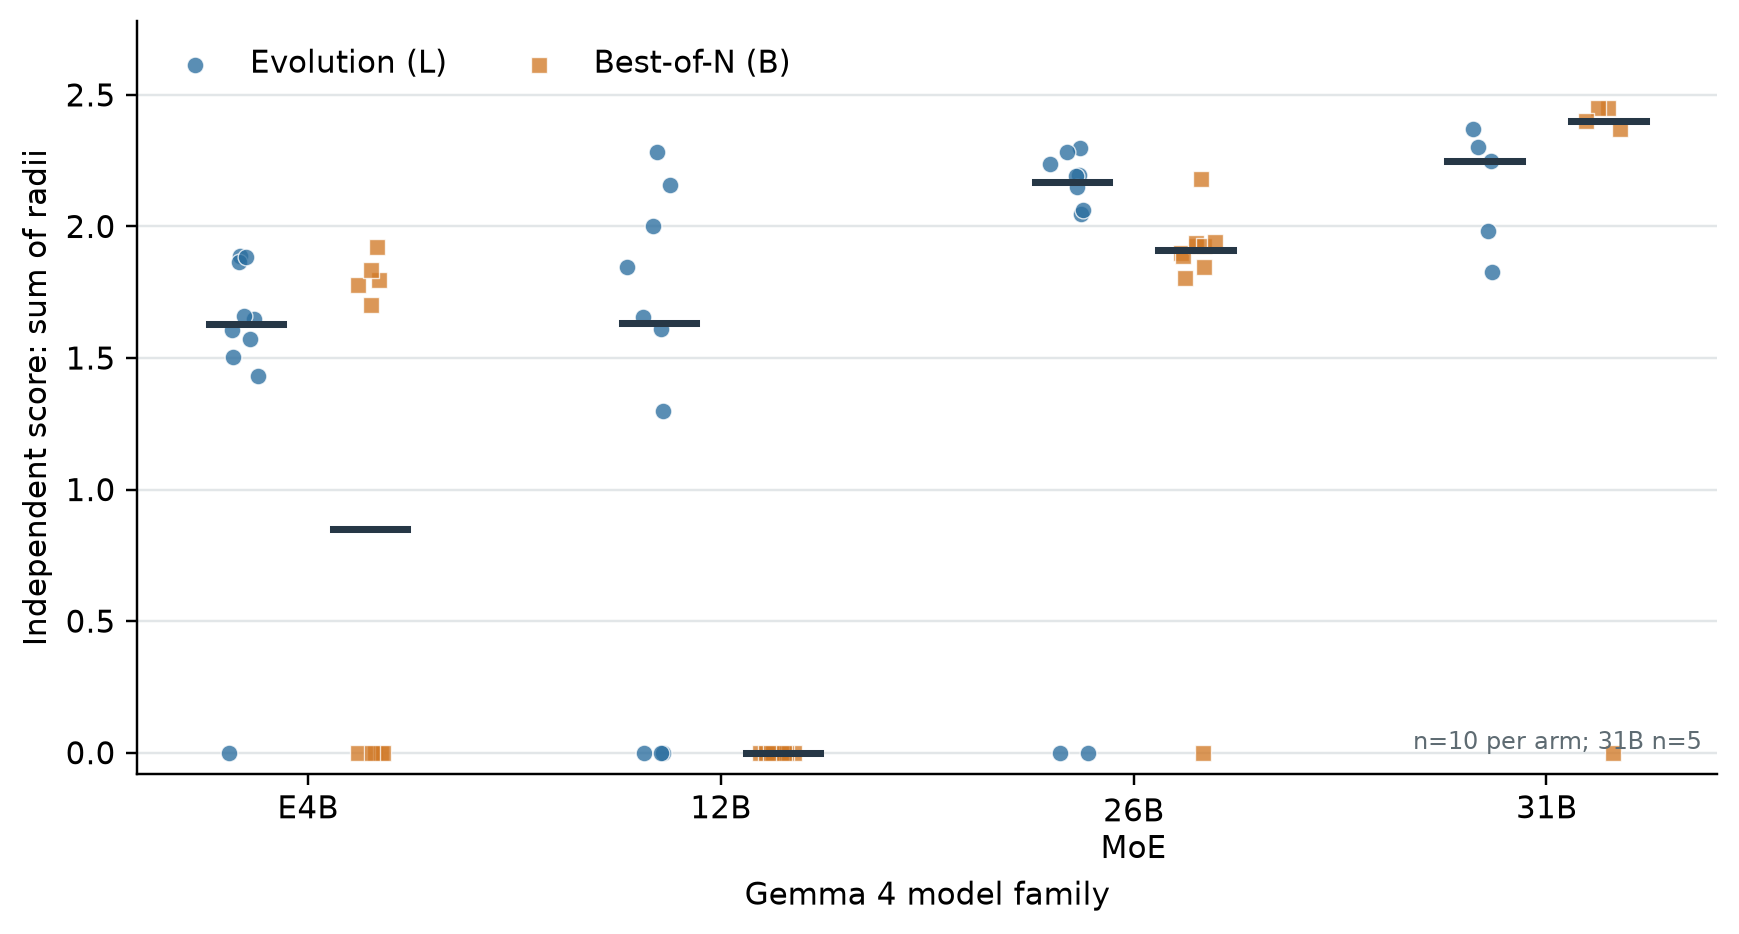 Evolution (L)
Best-of-N (B)
Independent score: sum of radii
2.5
2.0
1.5
1.0
0.5
0.0
n=10 per arm; 31B n=5
E4B
12B
26B
MoE
31B
Gemma 4 model family